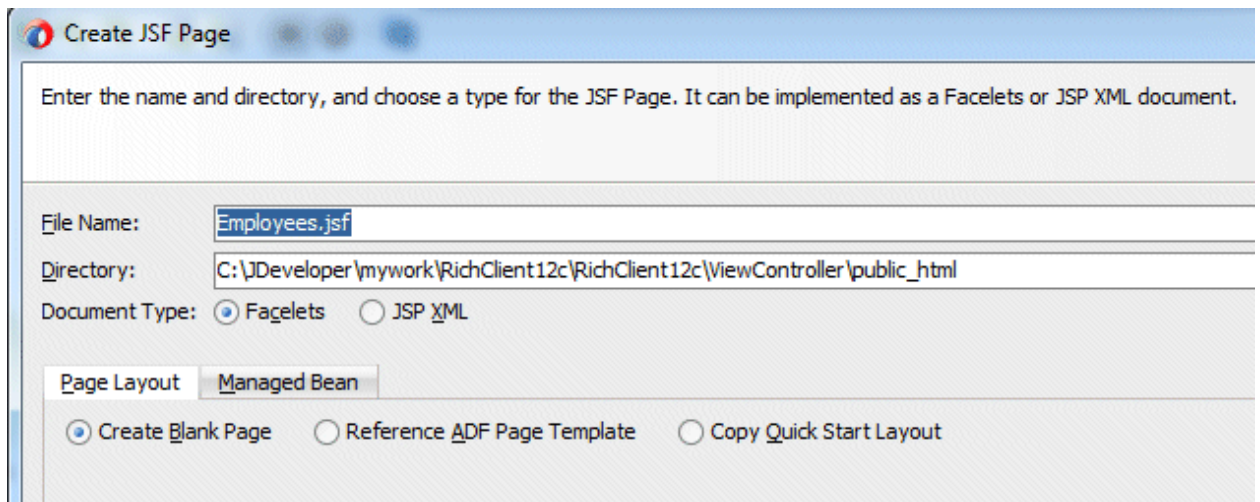 Create JSF Page
Enter the name and directory, and choose a type for the JSF Page. It can be implemented as a Facelets or JSP XML document.
File Name: Employees.jsf
Directory: C:\JDeveloper\mywork\RichClient12c\RichClient12c\ViewController\public_html
Document Type: Facelets JSP XML
Page Layout Managed Bean
Create Blank Page Reference ADF Page Template Copy Quick Start Layout